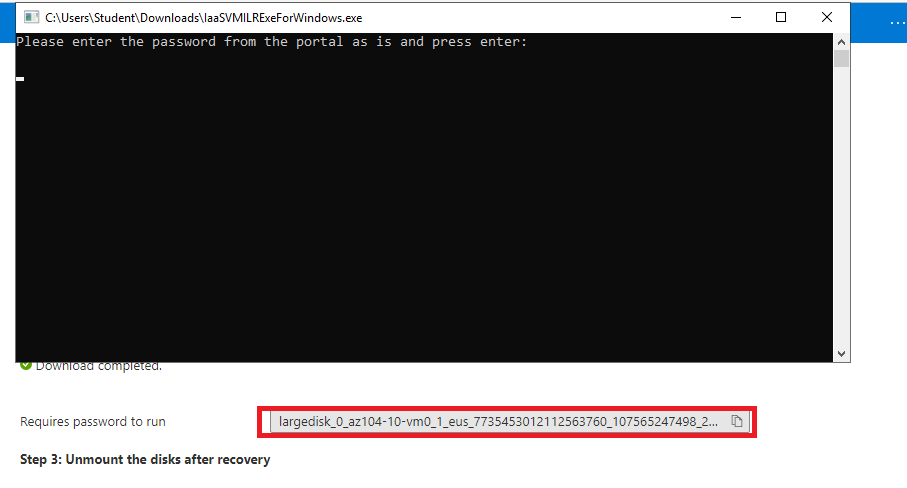 C:\Users\Student\Downloads\IaaSVMILRExeForWindows.exe
Please enter the password from the portal as is and press enter:
Download completed.
Requires password to run
largedisk_0_az104-10-vm0_1_eus_7735453012112563760_107565247498_2...
Step 3: Unmount the disks after recovery